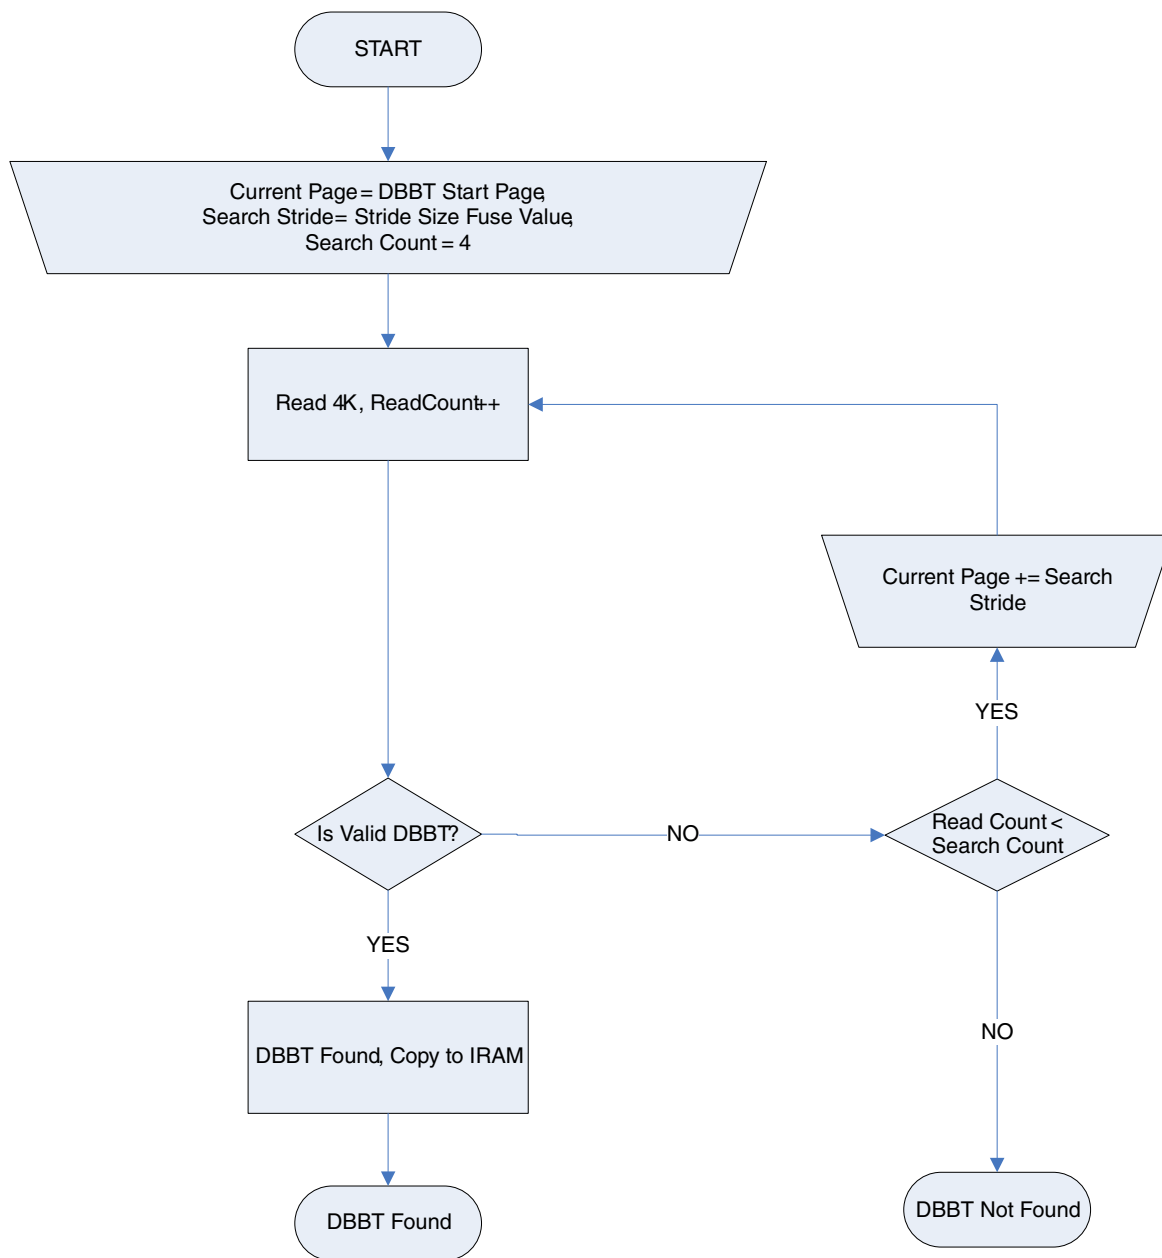 START
Current Page= DBBT Start Page,
Search Stride= Stride Size Fuse Value,
Search Count = 4
Read 4K, ReadCount++
Current Page += Search
Stride
YES
Is Valid DBBT?
NO
Read Count <
Search Count
YES
DBBT Found, Copy to IRAM
NO
DBBT Found
DBBT Not Found